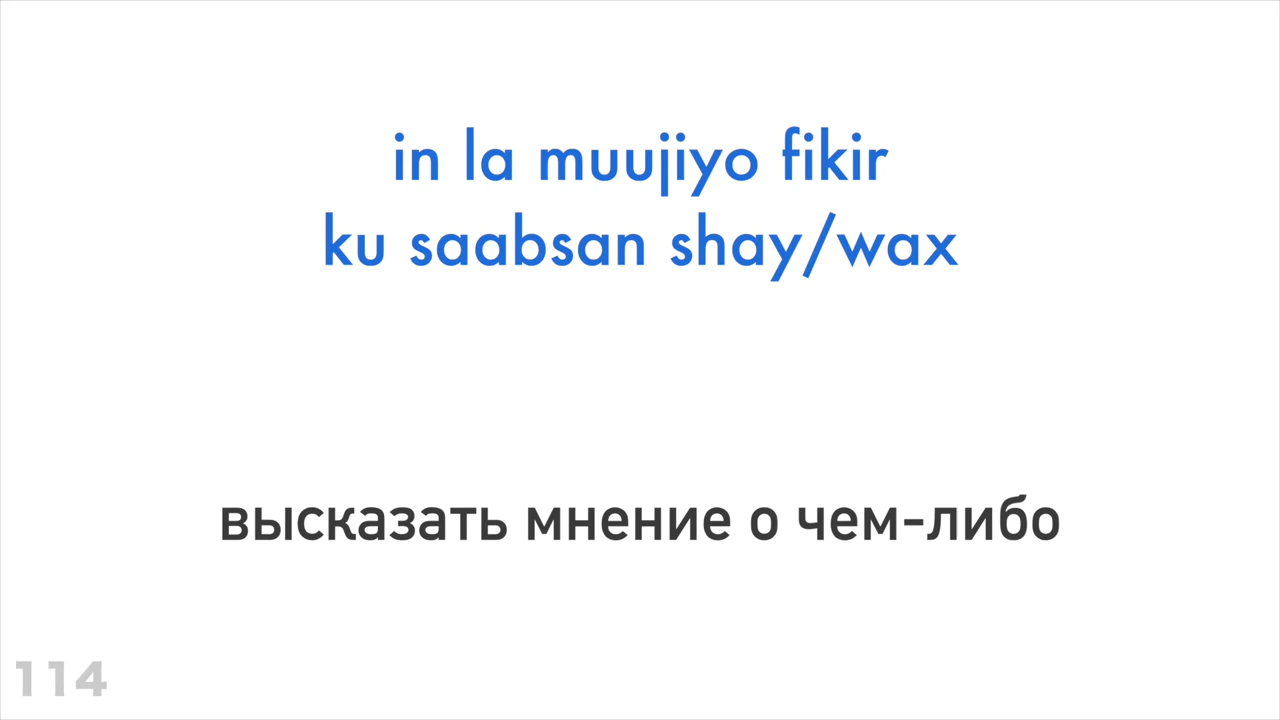 in la muujiyo fikir
ku saabsan shay/wax
высказать мнение о чем-либо
114